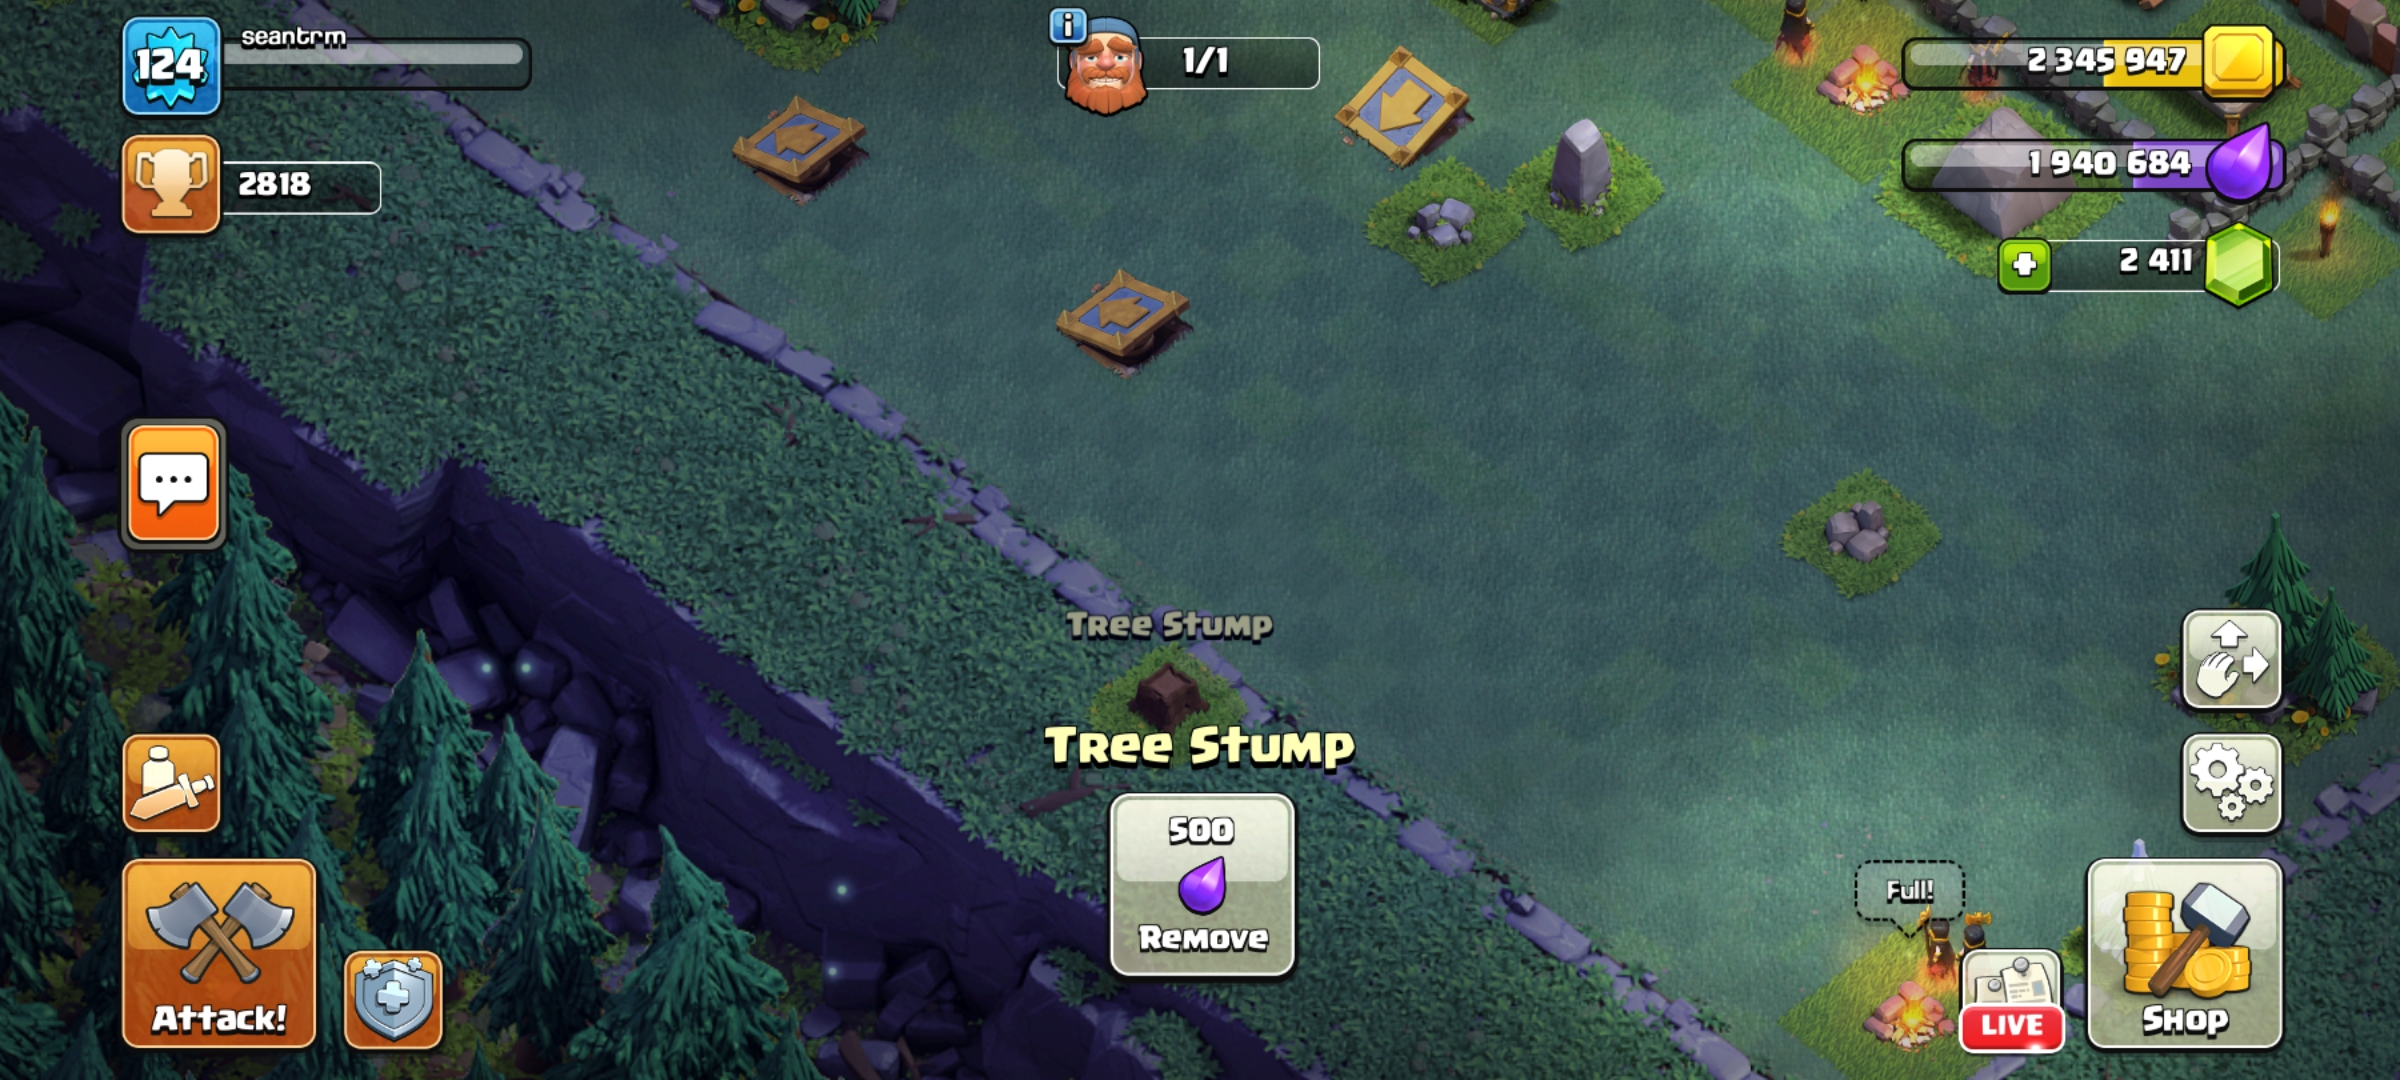 124
seantrm
i
1/1
2 345 947
1 940 684
2818
2 411
Tree Stump
Tree Stump
500
Remove
Full!
Attack!
LIVE
Shop